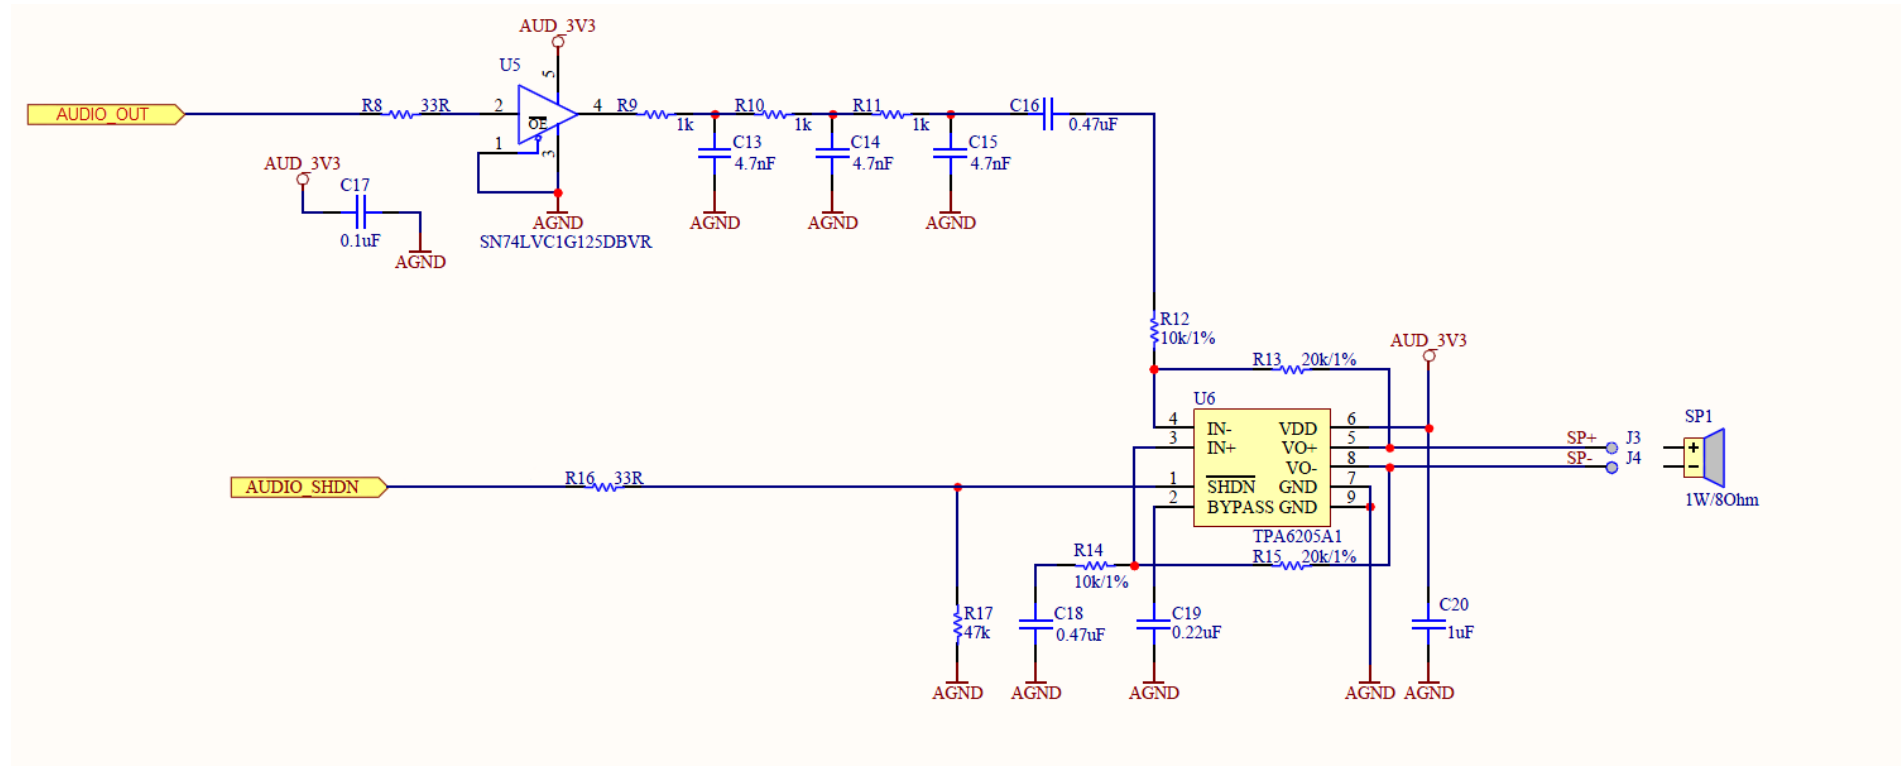 AUD_3V3
U5
5
AUDIO_OUT
R8 33R
2
OE
4
R9
1k
R10
1k
R11
1k
C16
0.47uF
1
3
C13
4.7nF
C14
4.7nF
C15
4.7nF
AUD_3V3
C17
0.1uF
AGND
AGND
SN74LVC1G125DBVR
AGND
AGND
AGND
R12
10k/1%
AUD_3V3
R13 20k/1%
U6
4 IN-
3 IN+
1 SHDN
2 BYPASS
VDD 6
VO+ 5
VO- 8
GND 7
GND 9
TPA6205A1
SP+ J3
SP- J4
SP1
+
-
1W/8Ohm
AUDIO_SHDN
R16 33R
R14
10k/1%
R15 20k/1%
R17
47k
C18
0.47uF
C19
0.22uF
C20
1uF
AGND
AGND
AGND
AGND
AGND